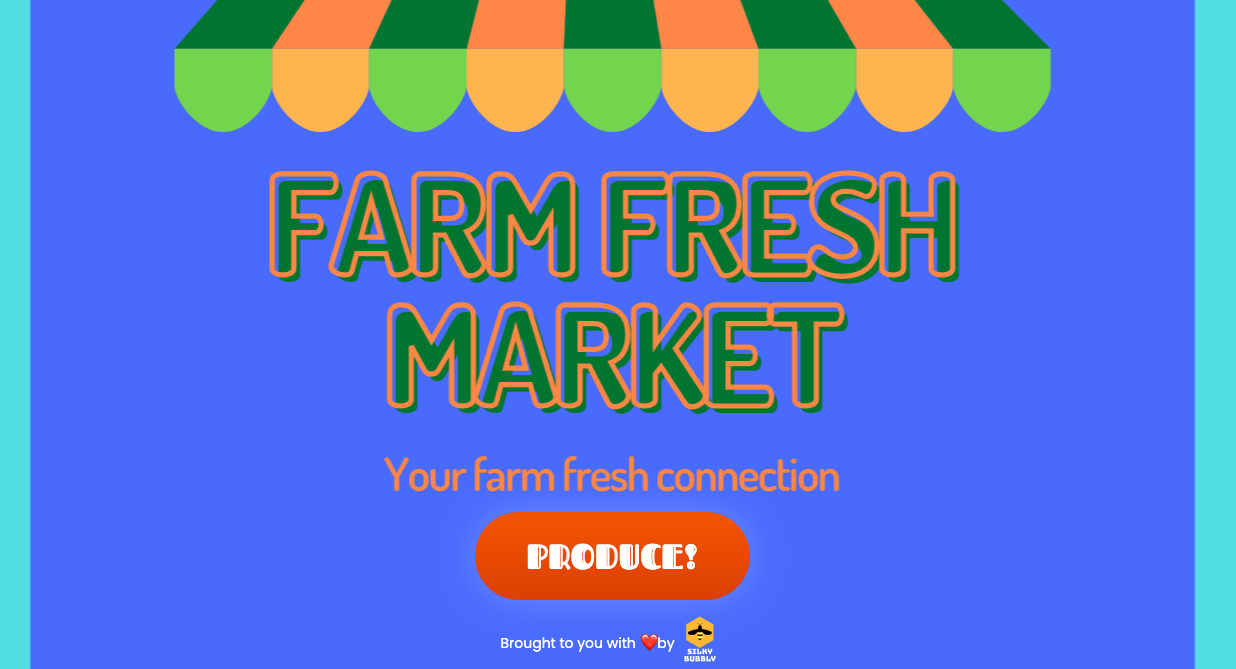 FARM FRESH
MARKET
Your farm fresh connection
PRODUCE!
Brought to you with ❤️by
SILKY
BUBBLY